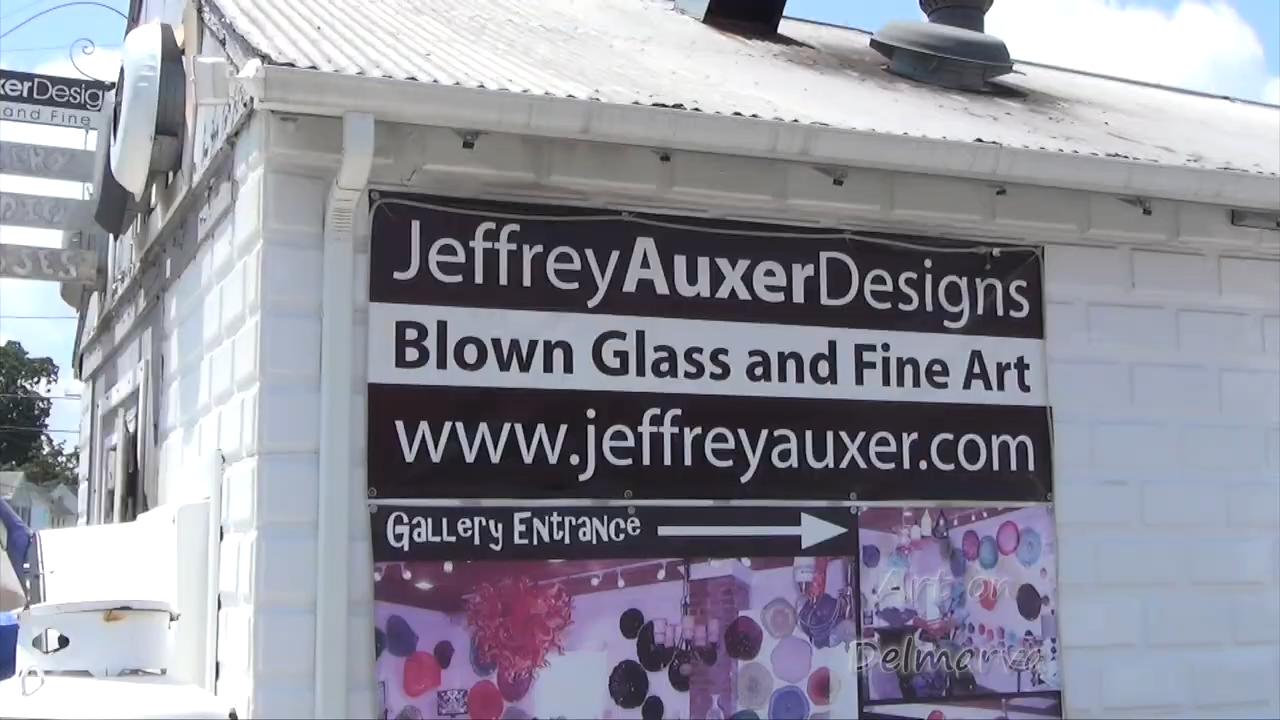 xerDesig
and Fine
JeffreyAuxerDesigns
Blown Glass and Fine Art
www.jeffreyauxer.com
Gallery Entrance
Art on
Delmarva